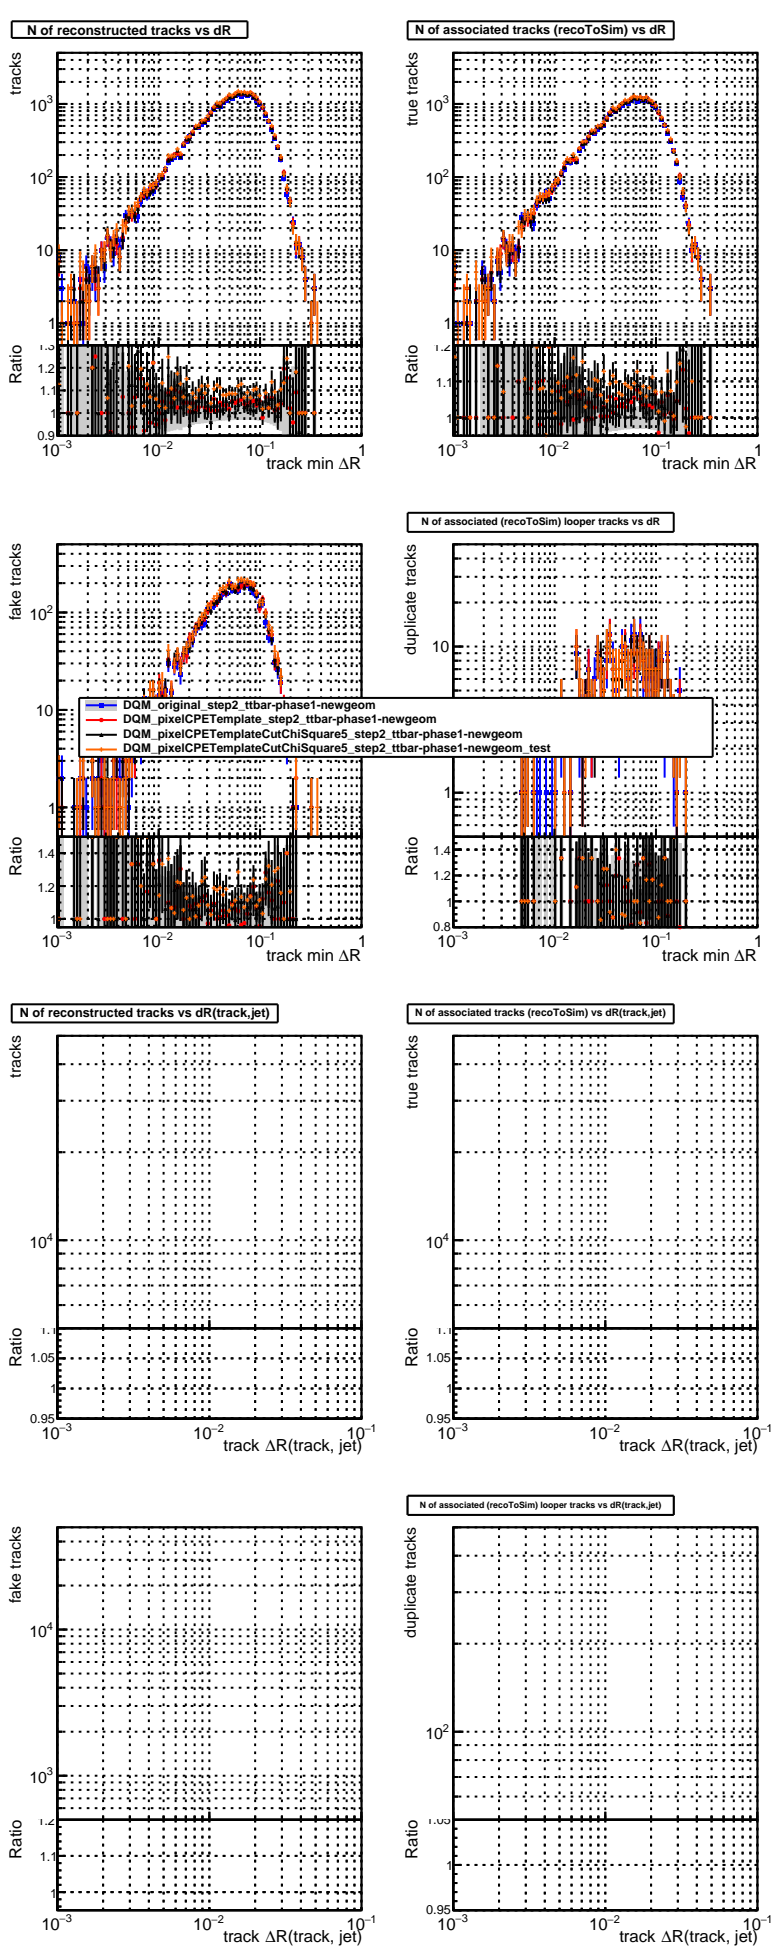 N of reconstructed tracks vs dR
tracks
10³
10²
10
1
Ratio
1.3
1.2
1.1
1
0.9
10⁻³
10⁻²
10⁻¹
1
track min ΔR
N of associated tracks (recoToSim) vs dR
true tracks
10³
10²
10
1
Ratio
1.2
1.1
1
10⁻³
10⁻²
10⁻¹
1
track min ΔR
fake tracks
10²
10
1
Ratio
1.4
1.2
1
10⁻³
10⁻²
10⁻¹
1
track min ΔR
N of associated (recoToSim) looper tracks vs dR
duplicate tracks
10
1
Ratio
1.4
1.2
1
0.8
10⁻³
10⁻²
10⁻¹
1
track min ΔR
DQM_original_step2_ttbar-phase1-newgeom
DQM_pixelCPETemplate_step2_ttbar-phase1-newgeom
DQM_pixelCPETemplateCutChiSquare5_step2_ttbar-phase1-newgeom
DQM_pixelCPETemplateCutChiSquare5_step2_ttbar-phase1-newgeom_test
N of reconstructed tracks vs dR(track,jet)
tracks
10⁴
Ratio
1.1
1.05
1
0.95
10⁻³
10⁻²
10⁻¹
track ΔR(track, jet)
N of associated tracks (recoToSim) vs dR(track,jet)
true tracks
10⁴
Ratio
1.1
1.05
1
0.95
10⁻³
10⁻²
10⁻¹
track ΔR(track, jet)
fake tracks
10⁴
10³
Ratio
1.2
1.1
1
10⁻³
10⁻²
10⁻¹
track ΔR(track, jet)
N of associated (recoToSim) looper tracks vs dR(track,jet)
duplicate tracks
10²
Ratio
1.05
1
0.95
10⁻³
10⁻²
10⁻¹
track ΔR(track, jet)